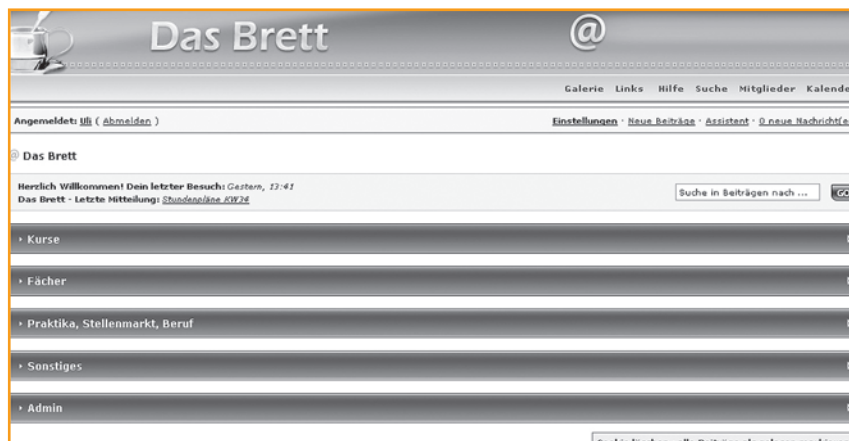 Das Brett @
Galerie Links Hilfe Suche Mitglieder
Angemeldet: Uli ( Abmelden ) Einstellungen · Neue Beiträge · Assistent ·
@ Das Brett
Herzlich Willkommen! Dein letzter Besuch: Gestern, 13:41
Das Brett - Letzte Mitteilung: Stundenpläne KW34
Suche in Beiträgen nach ... GO
› Kurse
› Fächer
› Praktika, Stellenmarkt, Beruf
› Sonstiges
› Admin